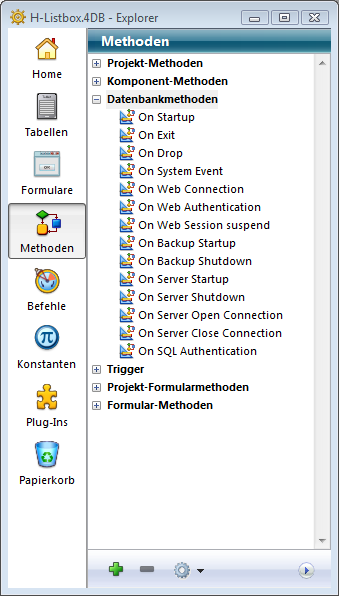 H-Listbox.4DB - Explorer
Home
Tabellen
Formulare
Methoden
Befehle
Konstanten
Plug-Ins
Papierkorb
Methoden
Projekt-Methoden
Komponent-Methoden
Datenbankmethoden
On Startup
On Exit
On Drop
On System Event
On Web Connection
On Web Authentication
On Web Session suspend
On Backup Startup
On Backup Shutdown
On Server Startup
On Server Shutdown
On Server Open Connection
On Server Close Connection
On SQL Authentication
Trigger
Projekt-Formularmethoden
Formular-Methoden